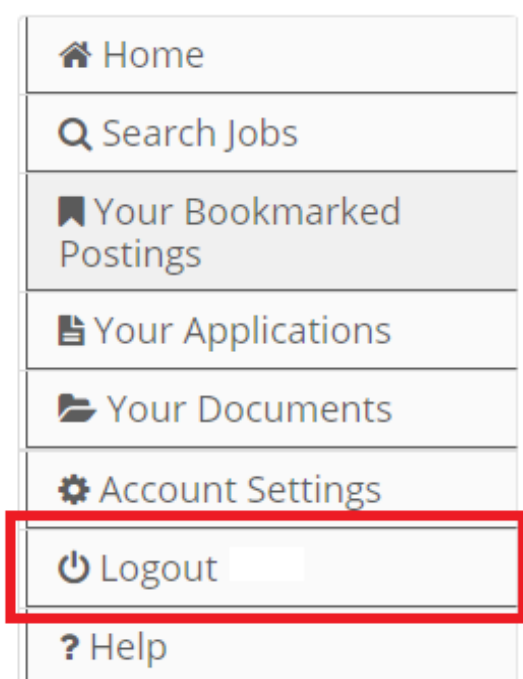 Home
Search Jobs
Your Bookmarked
Postings
Your Applications
Your Documents
Account Settings
Logout
? Help